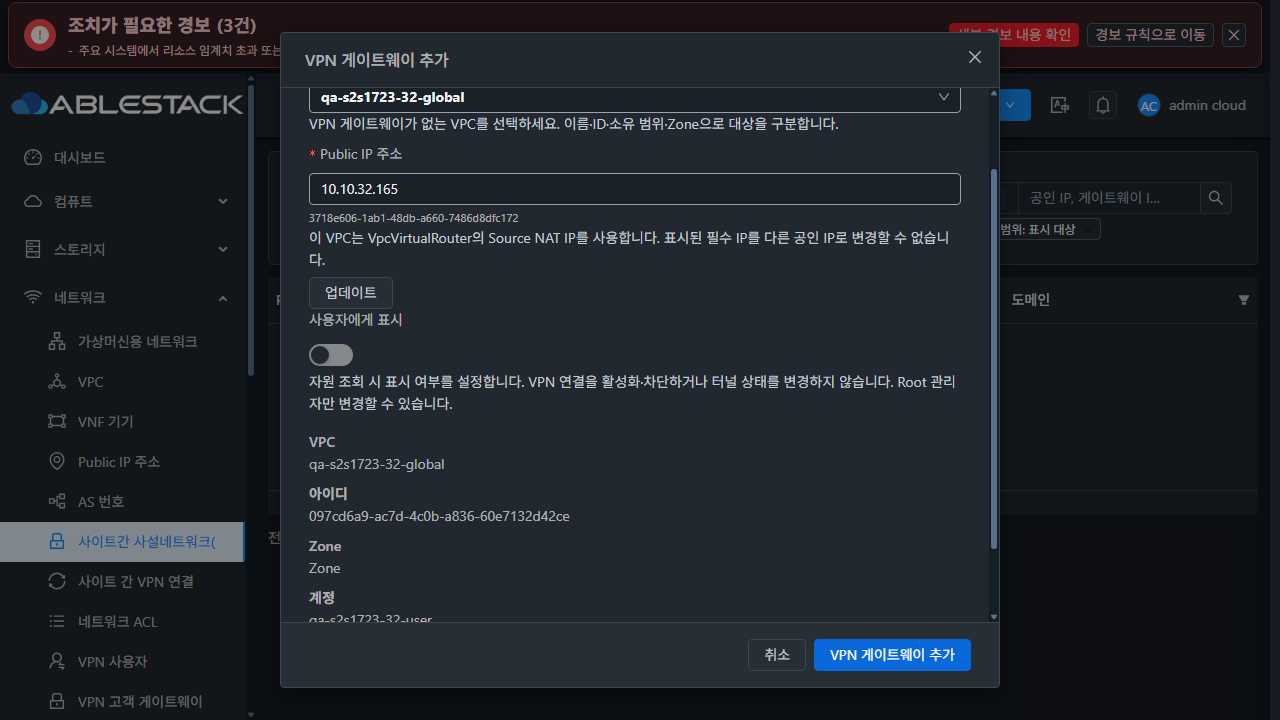 조치가 필요한 경보 (3건)
- 주요 시스템에서 리소스 임계치 초과 또는
경보 내용 확인
경보 규칙으로 이동
ABLESTACK
AC
admin cloud
대시보드
컴퓨트
스토리지
네트워크
가상머신용 네트워크
VPC
VNF 기기
Public IP 주소
AS 번호
사이트간 사설네트워크(
사이트 간 VPN 연결
네트워크 ACL
VPN 사용자
VPN 고객 게이트웨이
공인 IP, 게이트웨이 I...
범위: 표시 대상
도메인
VPN 게이트웨이 추가
qa-s2s1723-32-global
VPN 게이트웨이가 없는 VPC를 선택하세요. 이름·ID·소유 범위·Zone으로 대상을 구분합니다.
* Public IP 주소
10.10.32.165
3718e606-1ab1-48db-a660-7486d8dfc172
이 VPC는 VpcVirtualRouter의 Source NAT IP를 사용합니다. 표시된 필수 IP를 다른 공인 IP로 변경할 수 없습니
다.
업데이트
사용자에게 표시
자원 조회 시 표시 여부를 설정합니다. VPN 연결을 활성화·차단하거나 터널 상태를 변경하지 않습니다. Root 관리
자만 변경할 수 있습니다.
VPC
qa-s2s1723-32-global
아이디
097cd6a9-ac7d-4c0b-a836-60e7132d42ce
Zone
Zone
계정
qa-s2s1723-32-user
취소
VPN 게이트웨이 추가